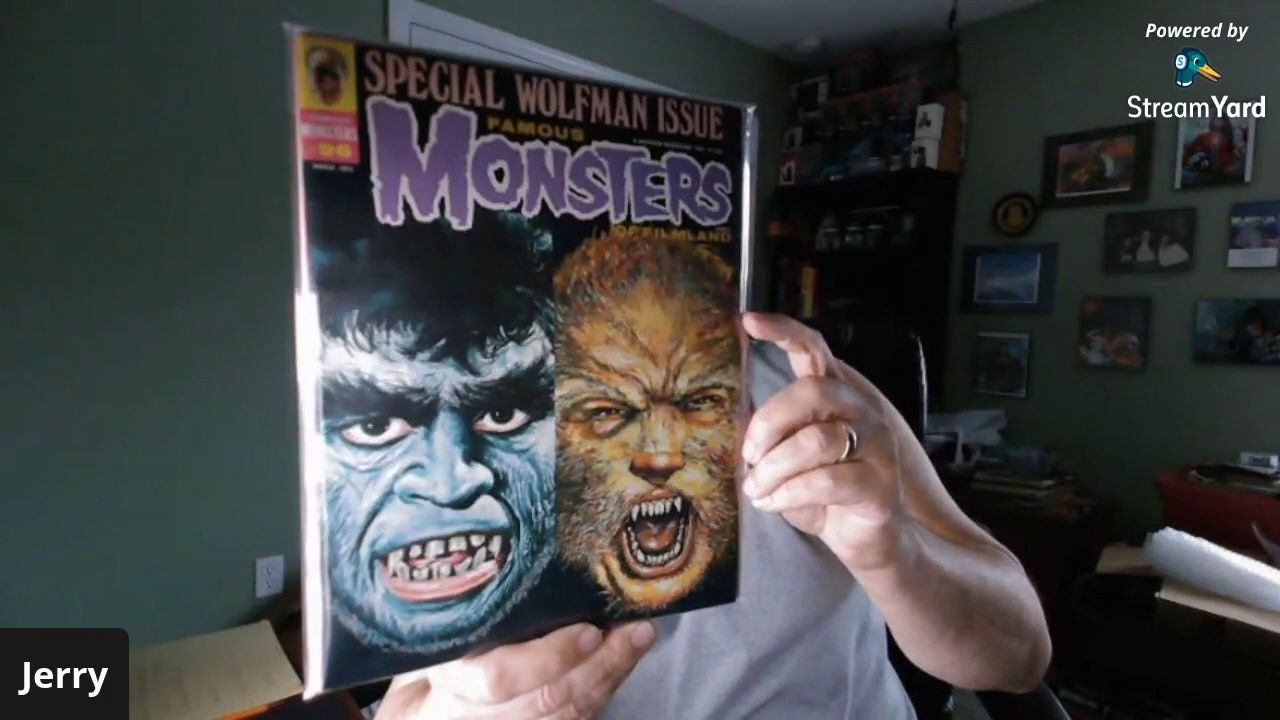 Powered by
StreamYard
SPECIAL WOLFMAN ISSUE
FAMOUS
MONSTERS
OF FILMLAND
MONSTERS
96
Jerry